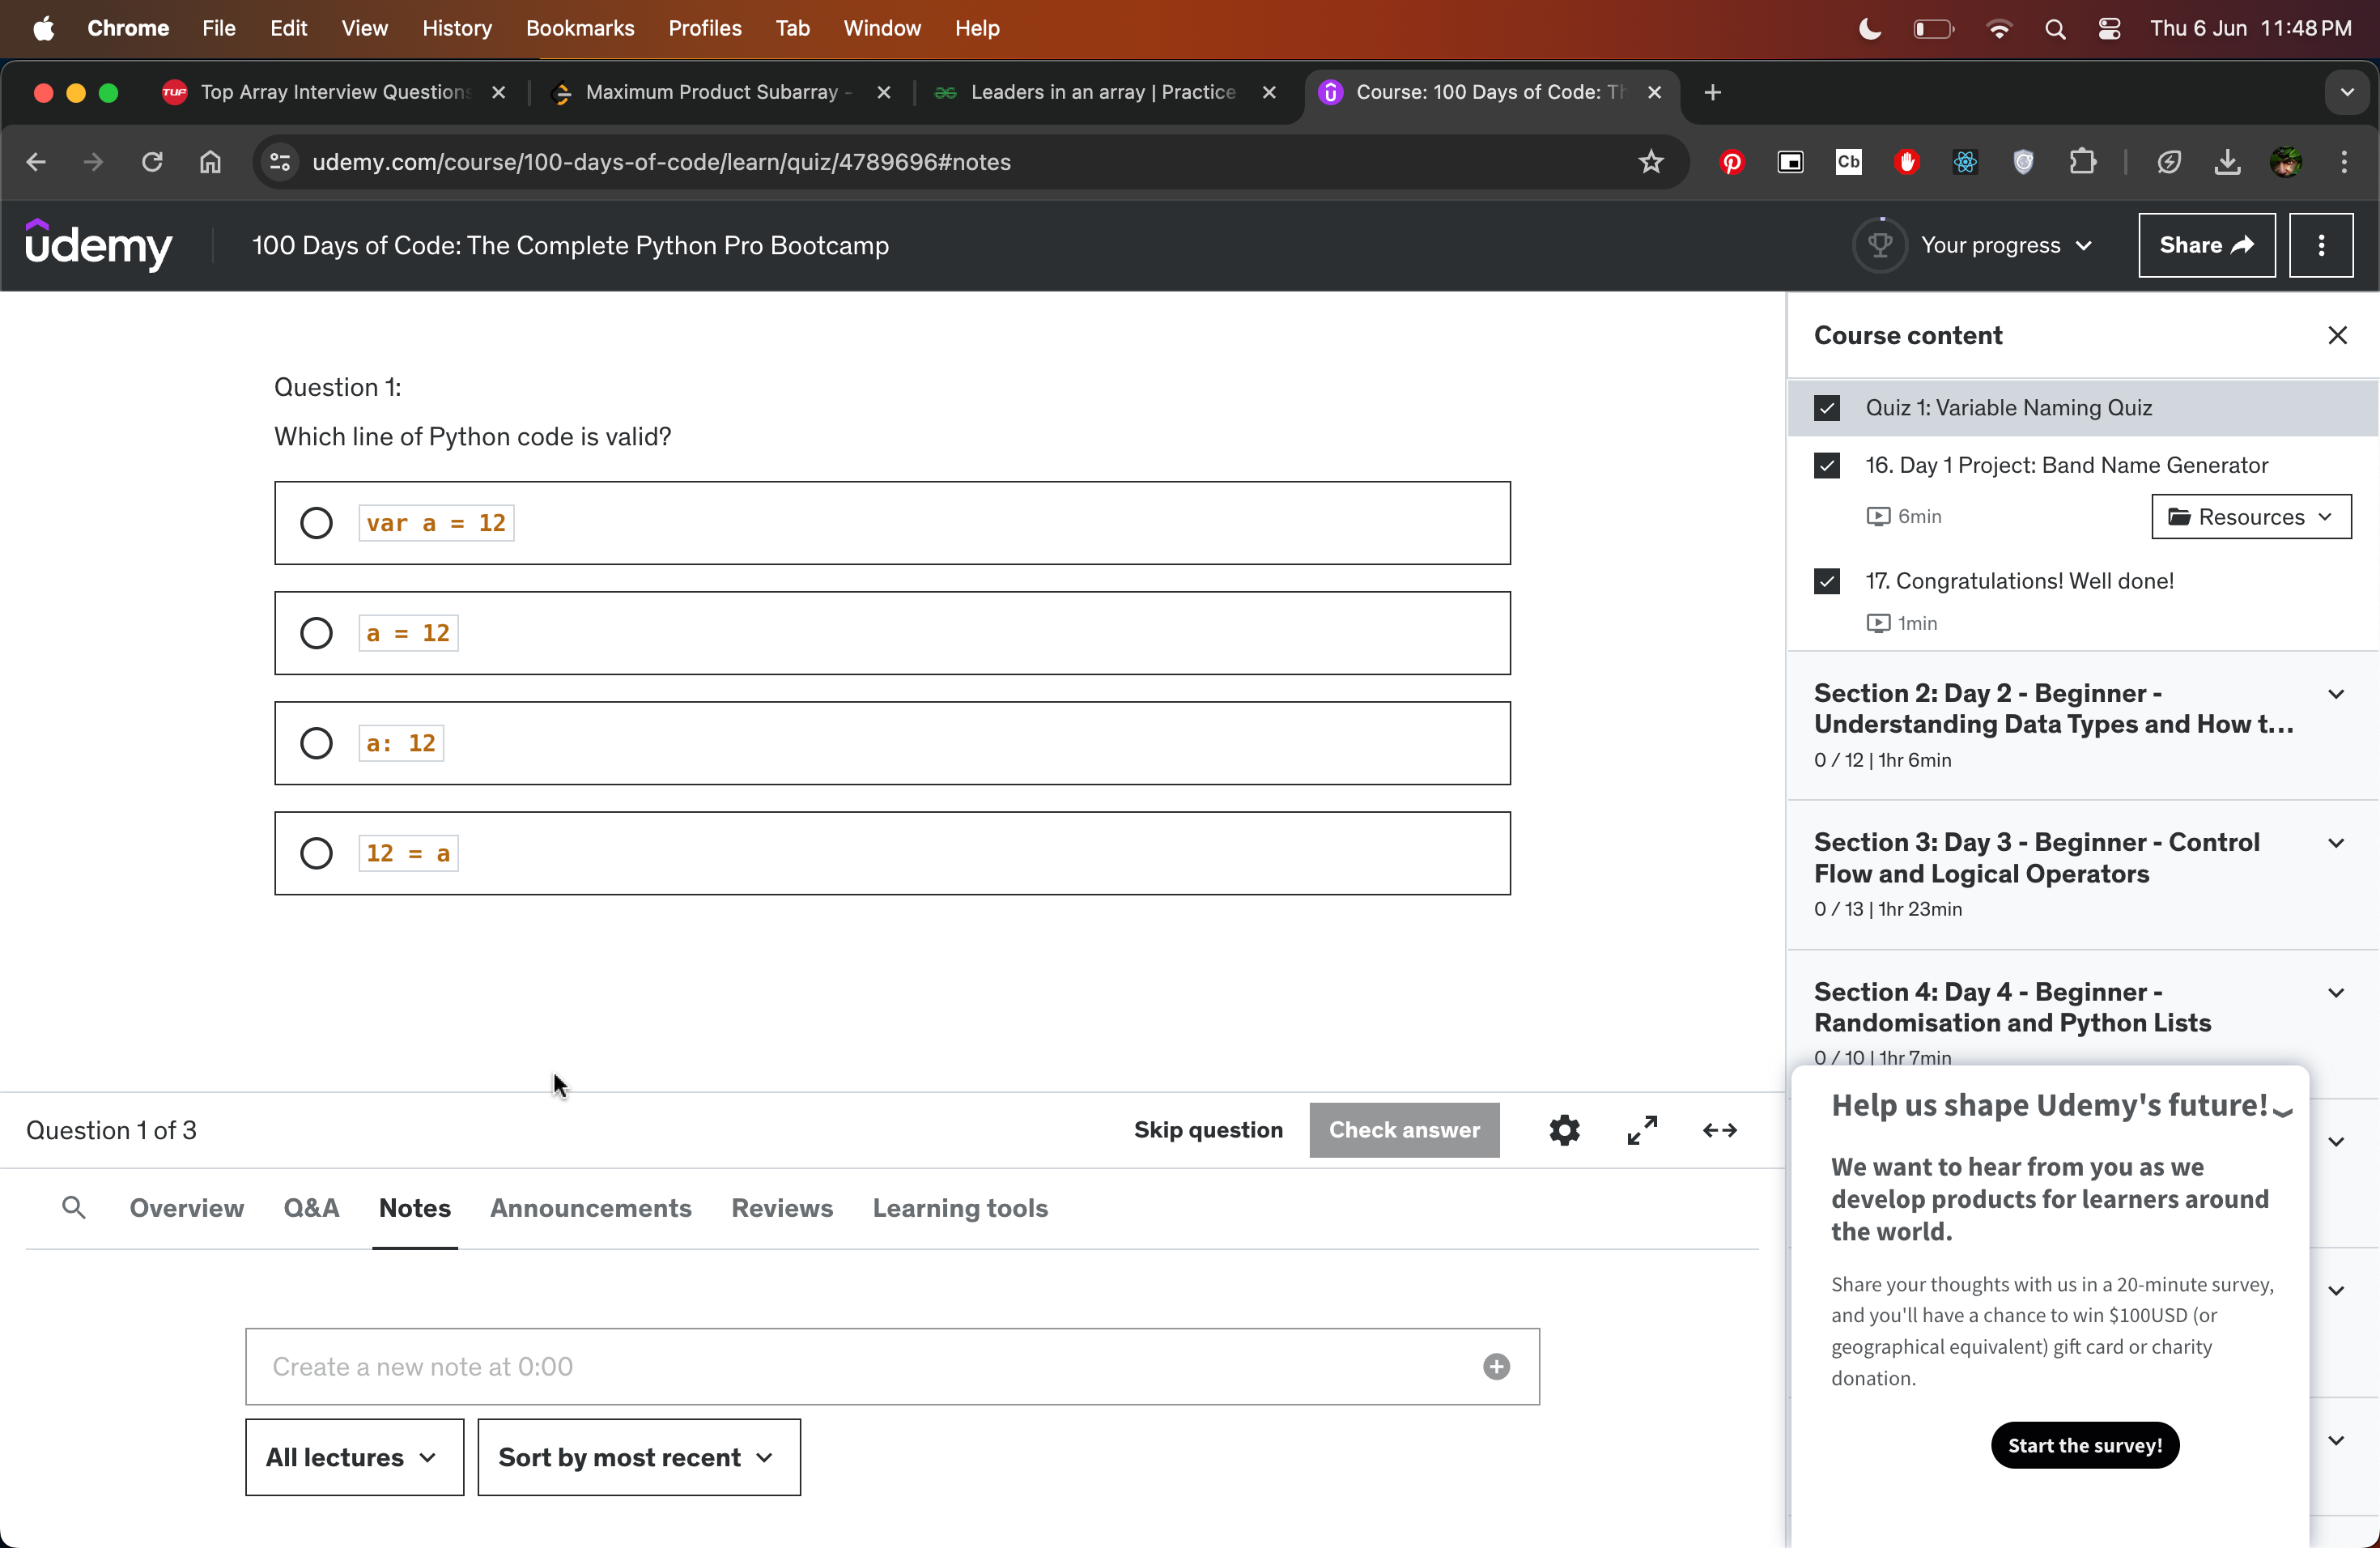 Chrome File Edit View History Bookmarks Profiles Tab Window Help Thu 6 Jun 11:48 PM
TUF Top Array Interview Questions Maximum Product Subarray - Leaders in an array | Practice Course: 100 Days of Code: Th
udemy.com/course/100-days-of-code/learn/quiz/4789696#notes Cb
udemy 100 Days of Code: The Complete Python Pro Bootcamp Your progress Share
Question 1:
Which line of Python code is valid?
var a = 12
a = 12
a: 12
12 = a
Question 1 of 3 Skip question Check answer
Overview Q&A Notes Announcements Reviews Learning tools
Create a new note at 0:00
All lectures Sort by most recent
Course content
Quiz 1: Variable Naming Quiz
16. Day 1 Project: Band Name Generator
6min Resources
17. Congratulations! Well done!
1min
Section 2: Day 2 - Beginner -
Understanding Data Types and How t...
0 / 12 | 1hr 6min
Section 3: Day 3 - Beginner - Control
Flow and Logical Operators
0 / 13 | 1hr 23min
Section 4: Day 4 - Beginner -
Randomisation and Python Lists
0 / 10 | 1hr 7min
Help us shape Udemy's future!
We want to hear from you as we
develop products for learners around
the world.
Share your thoughts with us in a 20-minute survey,
and you'll have a chance to win $100USD (or
geographical equivalent) gift card or charity
donation.
Start the survey!